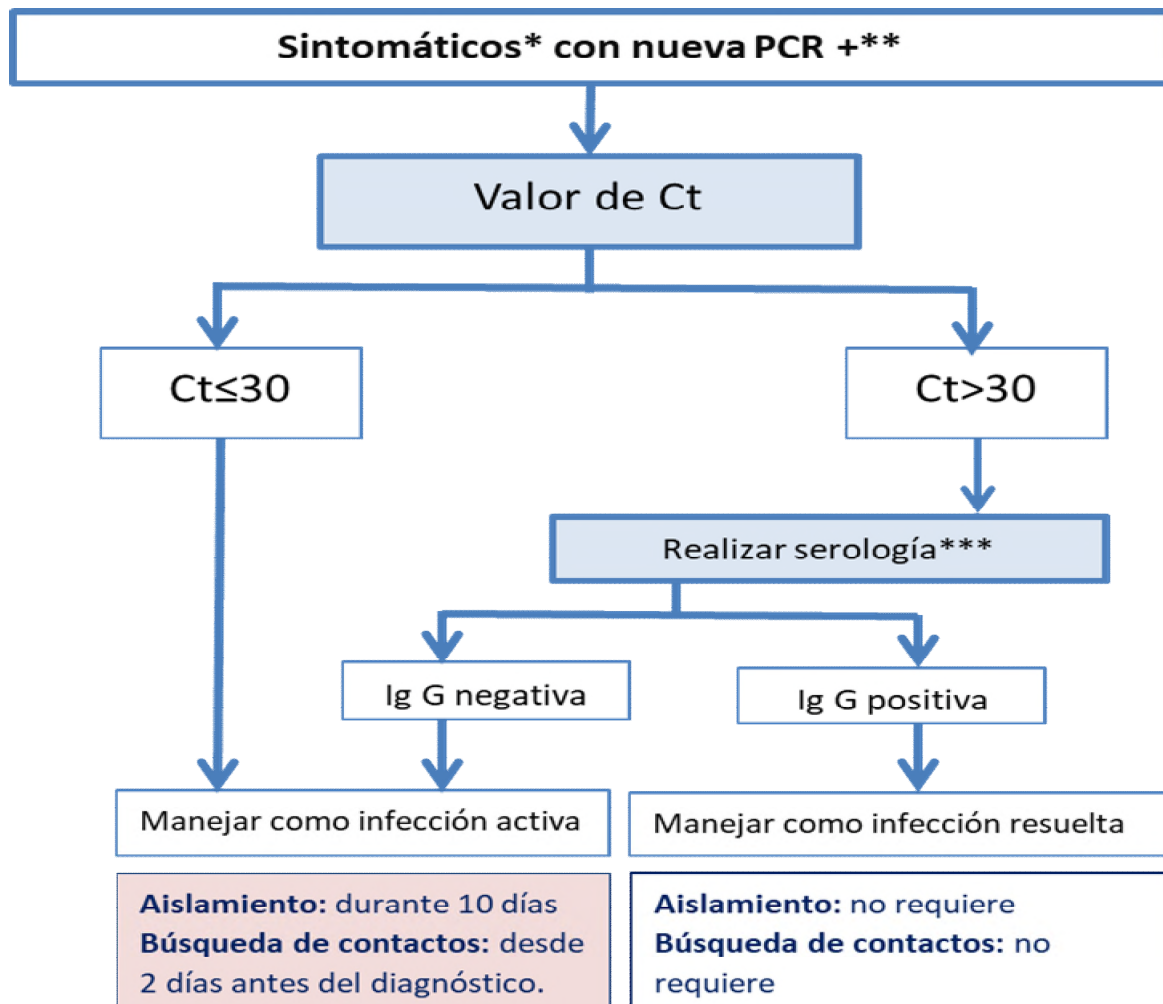 Sintomáticos* con nueva PCR +**
Valor de Ct
Ct≤30
Ct>30
Realizar serología***
Ig G negativa
Ig G positiva
Manejar como infección activa
Manejar como infección resuelta
Aislamiento: durante 10 días
Búsqueda de contactos: desde
2 días antes del diagnóstico.
Aislamiento: no requiere
Búsqueda de contactos: no
requiere